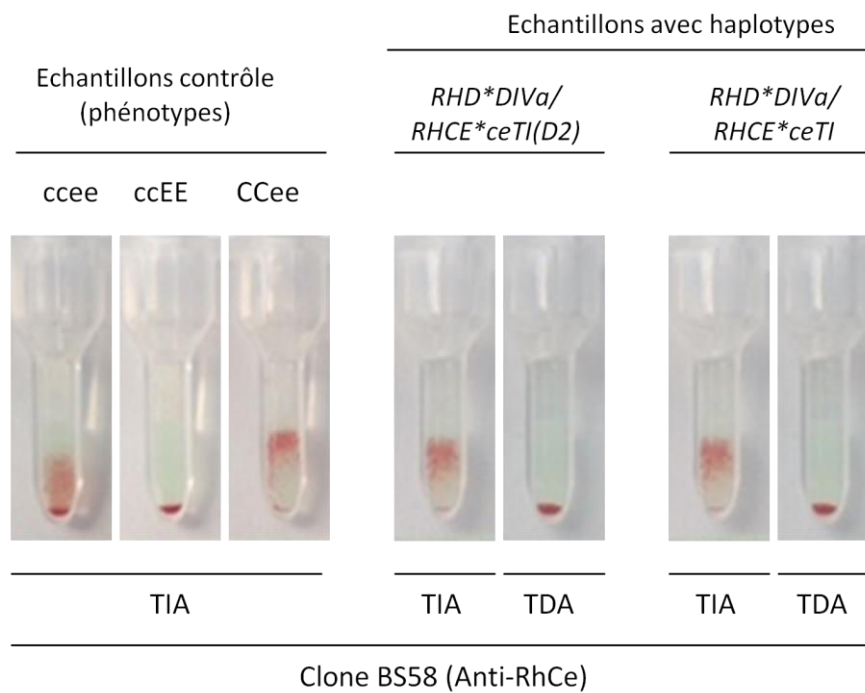 Echantillons avec haplotypes
Echantillons contrôle
(phénotypes)
RHD*DIVa/
RHCE*ceTI(D2)
RHD*DIVa/
RHCE*ceTI
ccee ccEE CCee
TIA TIA TDA TIA TDA
Clone BS58 (Anti-RhCe)